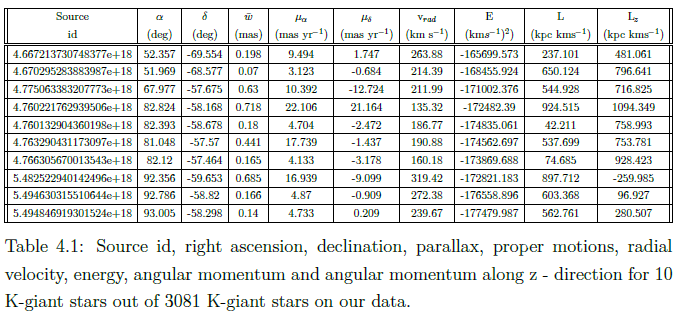 Source α δ w̄ μα μδ vrad E L Lz
id (deg) (deg) (mas) (mas yr⁻¹) (mas yr⁻¹) (km s⁻¹) (kms⁻¹)²) (kpc kms⁻¹) (kpc kms⁻¹)
4.667213730748377e+18 52.357 -69.554 0.198 9.494 1.747 263.88 -165699.573 237.101 481.061
4.670295283883987e+18 51.969 -68.577 0.07 3.123 -0.684 214.39 -168455.924 650.124 796.641
4.775063383207773e+18 67.977 -57.675 0.63 10.392 -12.724 211.99 -171002.376 544.928 716.825
4.760221762939506e+18 82.824 -58.168 0.718 22.106 21.164 135.32 -172482.39 924.515 1094.349
4.760132904360198e+18 82.393 -58.678 0.18 4.704 -2.472 186.77 -174835.061 42.211 758.993
4.763290431173097e+18 81.048 -57.57 0.441 17.739 -1.437 190.88 -174562.697 537.699 753.781
4.766305670013543e+18 82.12 -57.464 0.165 4.133 -3.178 160.18 -173869.688 74.685 928.423
5.482522940142496e+18 92.356 -59.653 0.685 16.939 -9.099 319.42 -172821.183 897.712 -259.985
5.494630315510644e+18 92.786 -58.82 0.166 4.87 -0.909 272.38 -176558.896 603.368 96.927
5.494846919301524e+18 93.005 -58.298 0.14 4.733 0.209 239.67 -177479.987 562.761 280.507
Table 4.1: Source id, right ascension, declination, parallax, proper motions, radial
velocity, energy, angular momentum and angular momentum along z - direction for 10
K-giant stars out of 3081 K-giant stars on our data.